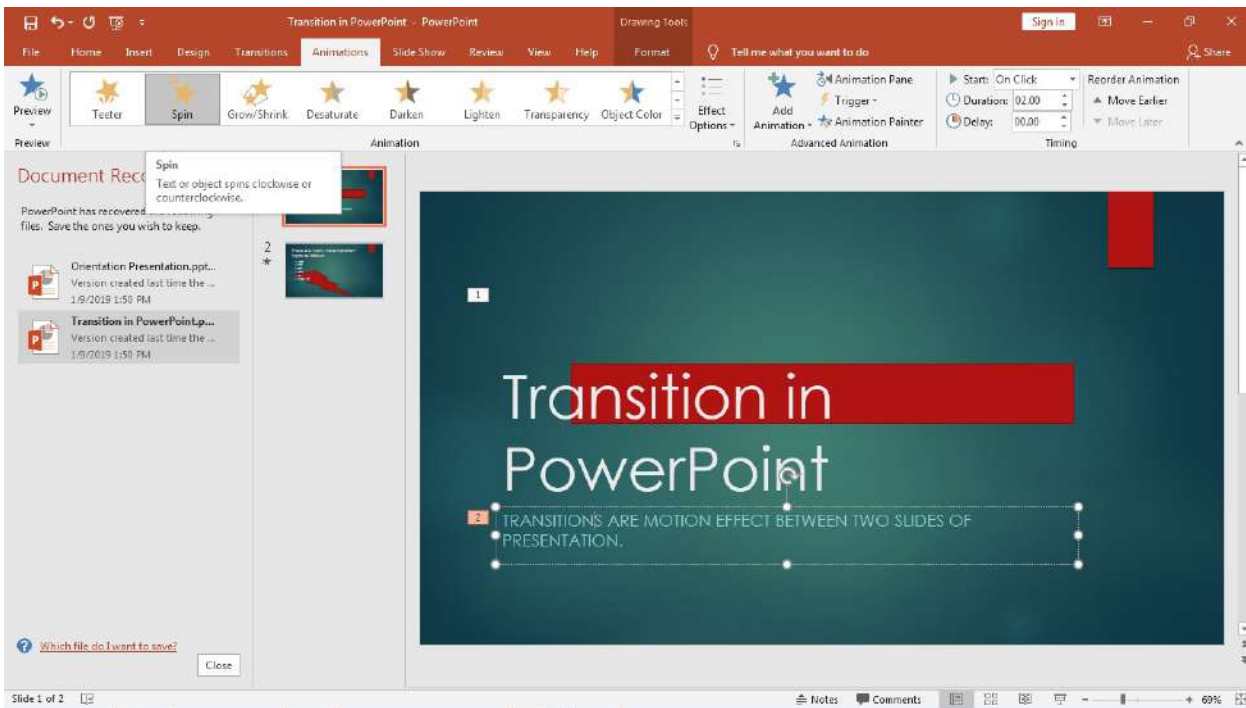 Transition in PowerPoint - PowerPoint
Drawing Tools
Sign in
File Home Insert Design Transitions Animations Slide Show Review View Help Format Tell me what you want to do Share
Preview
Teeter Spin Grow/Shrink Desaturate Darken Lighten Transparency Object Color
Effect
Options
Add
Animation
Animation Pane
Trigger
Animation Painter
Start: On Click
Duration: 02.00
Delay: 00.00
Reorder Animation
Move Earlier
Move Later
Preview Animation Advanced Animation Timing
Spin
Text or object spins clockwise or
counterclockwise.
Document
PowerPoint has recovered
files. Save the ones you wish to keep.
Orientation Presentation.ppt...
Version created last time the ...
1/9/2019 1:50 PM
Transition in PowerPoint.p...
Version created last time the ...
1/9/2019 1:50 PM
Which file do I want to save?
Close
2
1
Transition in
PowerPoint
2
TRANSITIONS ARE MOTION EFFECT BETWEEN TWO SLIDES OF
PRESENTATION.
Slide 1 of 2
Notes Comments
69%